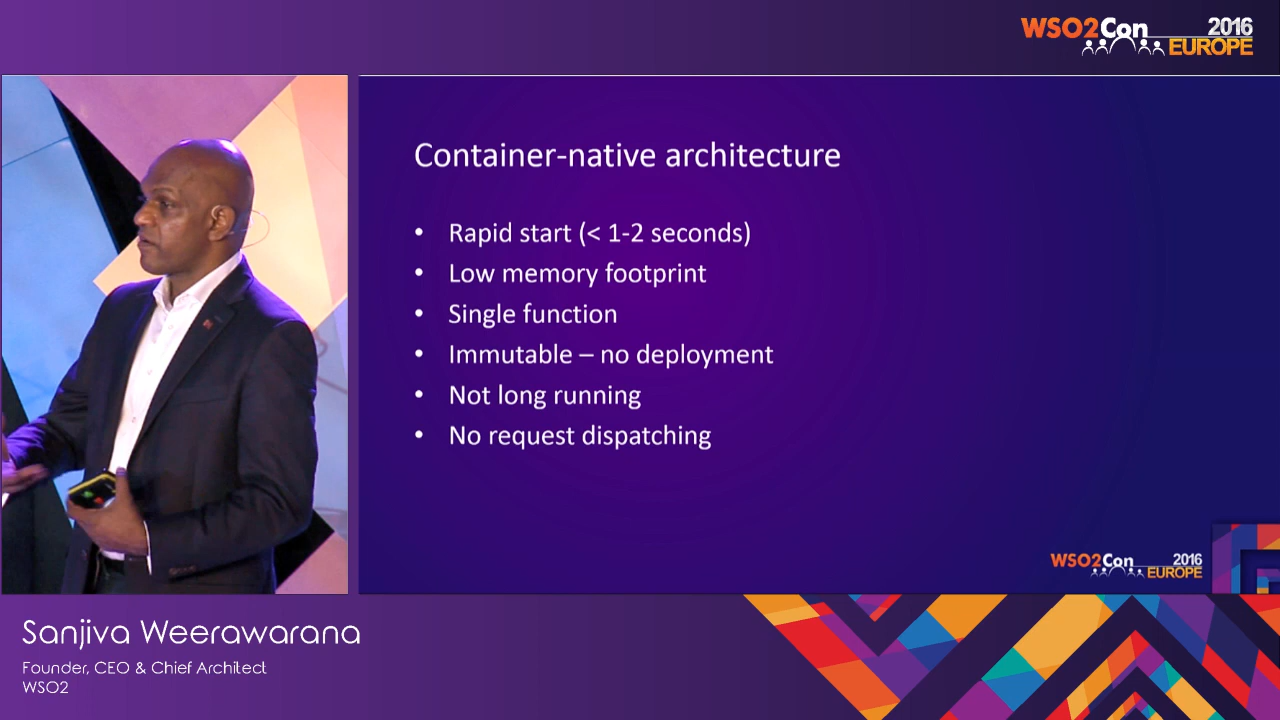 WSO2Con 2016
EUROPE
Container-native architecture
• Rapid start (< 1-2 seconds)
• Low memory footprint
• Single function
• Immutable – no deployment
• Not long running
• No request dispatching
WSO2Con 2016
EUROPE
Sanjiva Weerawarana
Founder, CEO & Chief Architect
WSO2